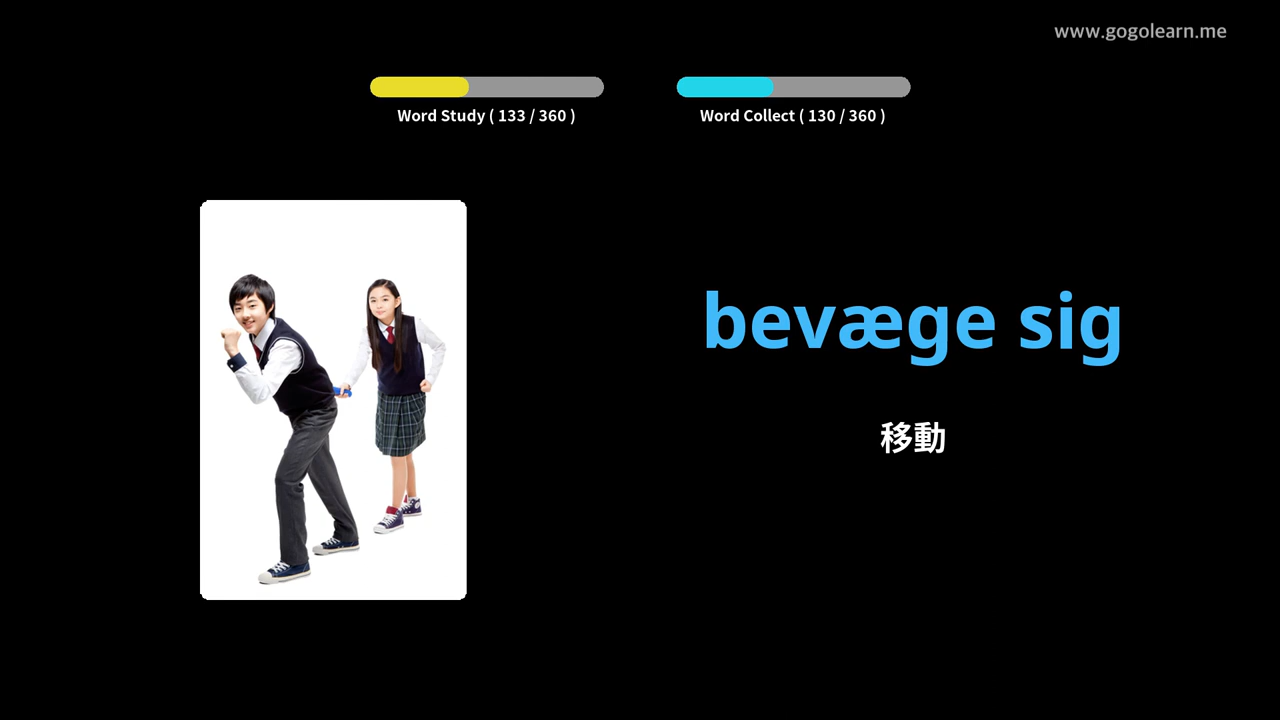 www.gogolearn.me
Word Study ( 133 / 360 )
Word Collect ( 130 / 360 )
bevæge sig
移動